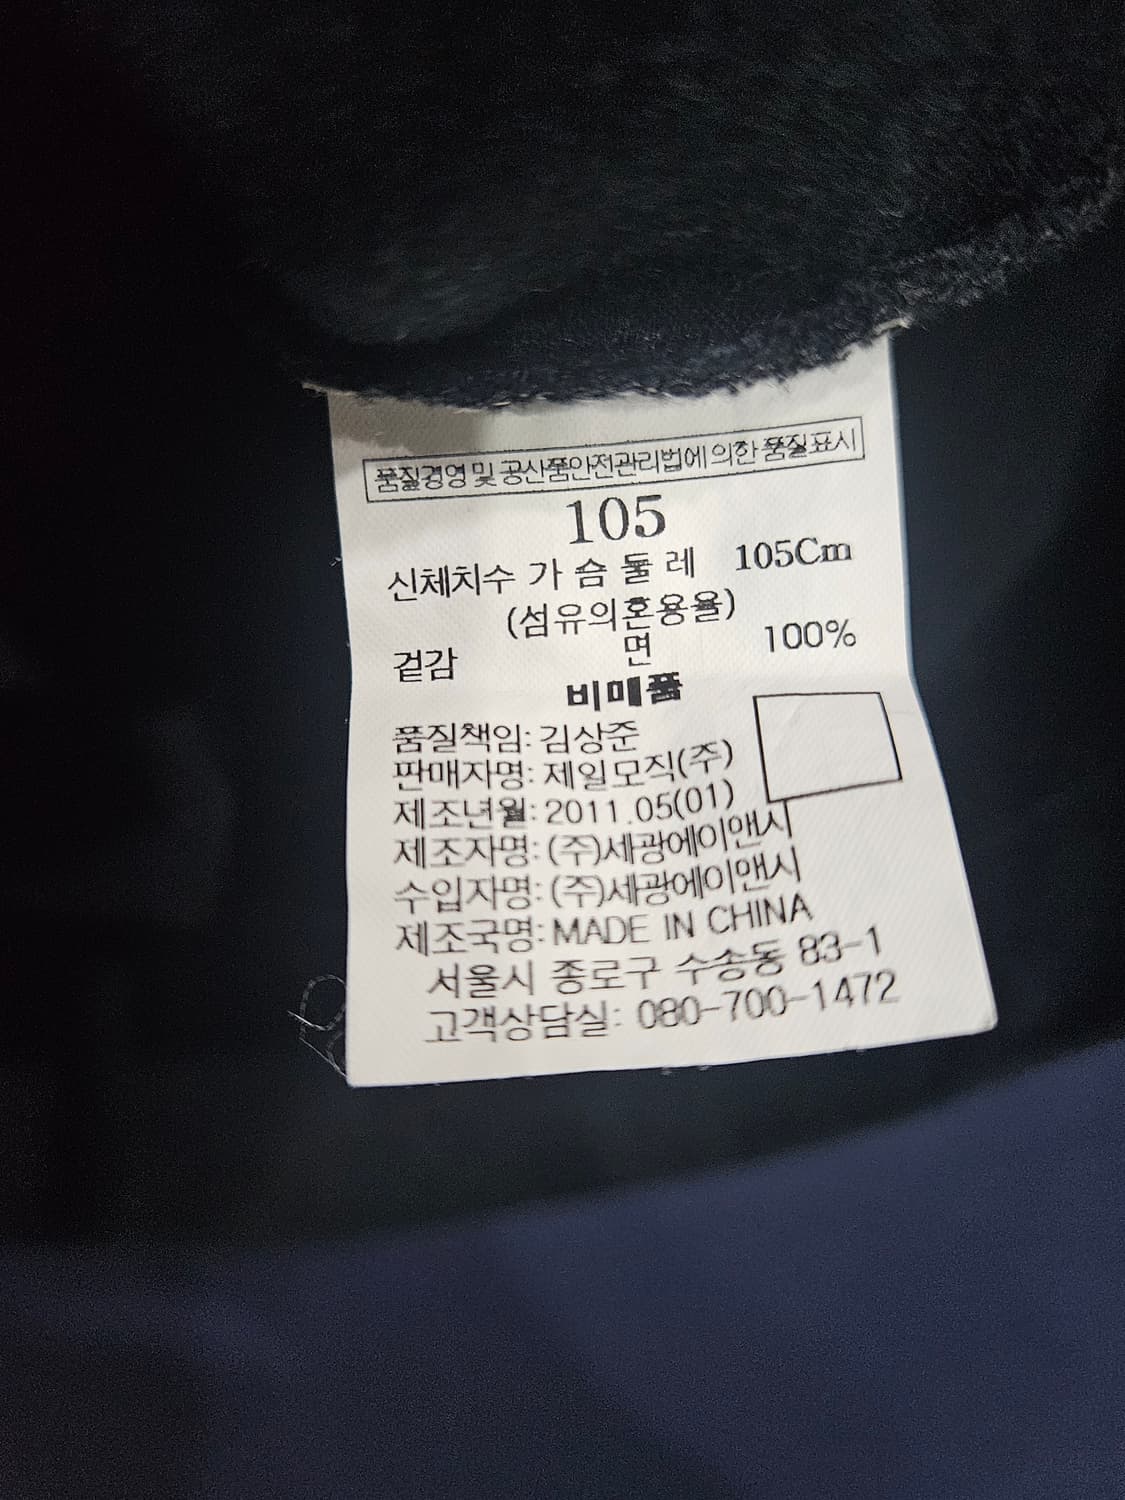 품질경영 및 공산품안전관리법에 의한 품질표시
105
신체치수 가 슴 둘 레 105Cm
(섬유의혼용율)
겉감 면 100%
비매품
품질책임: 김상준
판매자명: 제일모직(주)
제조년월: 2011.05(01)
제조자명: (주)세광에이앤시
수입자명: (주)세광에이앤시
제조국명: MADE IN CHINA
서울시 종로구 수송동 83-1
고객상담실: 080-700-1472